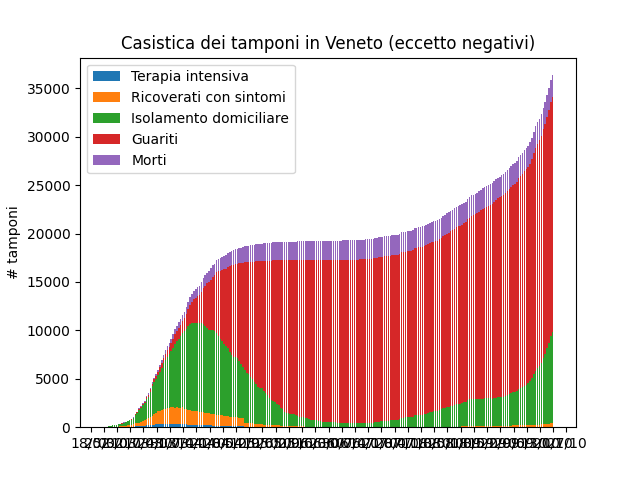 Casistica dei tamponi in Veneto (eccetto negativi)
Terapia intensiva
Ricoverati con sintomi
Isolamento domiciliare
Guariti
Morti
# tamponi
35000
30000
25000
20000
15000
10000
5000
0